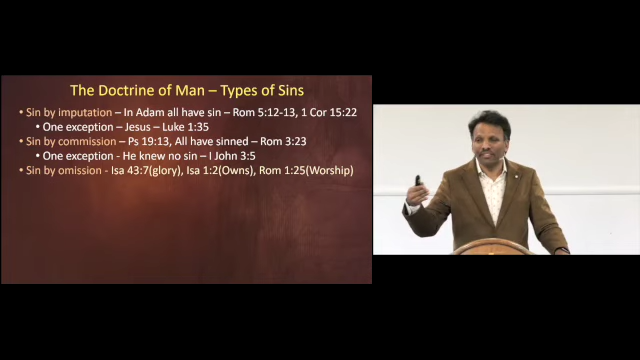 The Doctrine of Man – Types of Sins
• Sin by imputation – In Adam all have sin – Rom 5:12-13, 1 Cor 15:22
• One exception – Jesus – Luke 1:35
• Sin by commission – Ps 19:13, All have sinned – Rom 3:23
• One exception - He knew no sin – I John 3:5
• Sin by omission - Isa 43:7(glory), Isa 1:2(Owns), Rom 1:25(Worship)